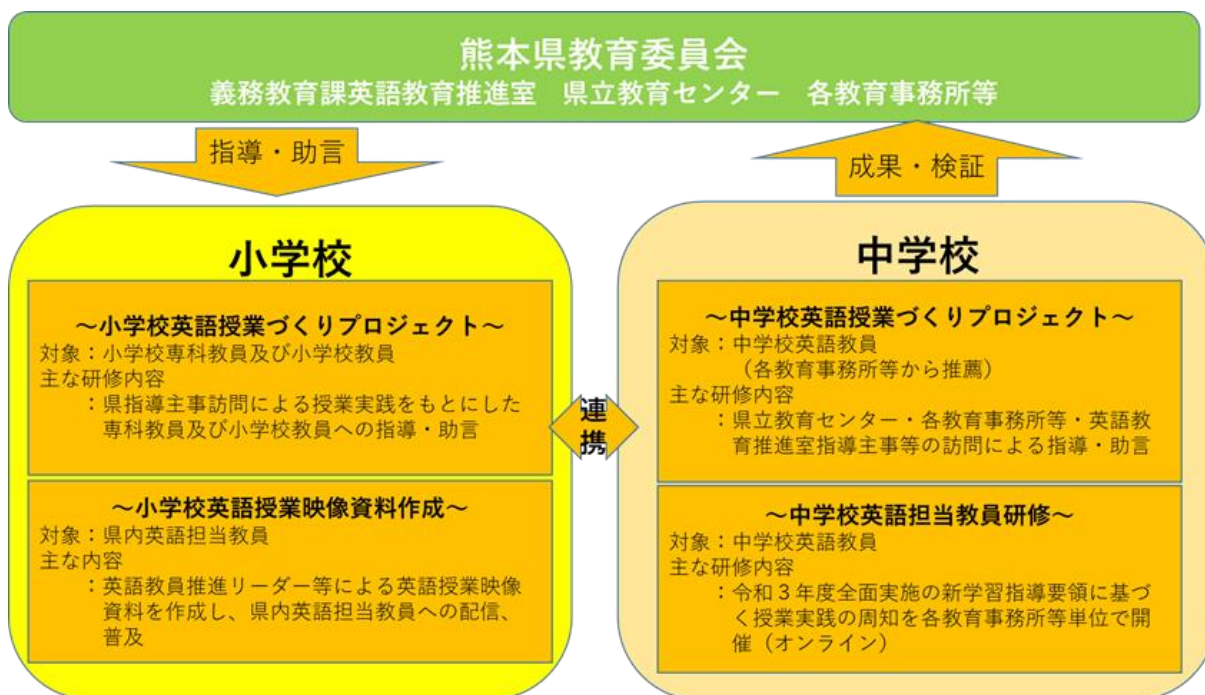 熊本県教育委員会
義務教育課英語教育推進室　県立教育センター　各教育事務所等
指導・助言
成果・検証
小学校
～小学校英語授業づくりプロジェクト～
対象：小学校専科教員及び小学校教員
主な研修内容
：県指導主事訪問による授業実践をもとにした
専科教員及び小学校教員への指導・助言
～小学校英語授業映像資料作成～
対象：県内英語担当教員
主な内容
：英語教員推進リーダー等による英語授業映像
資料を作成し、県内英語担当教員への配信、
普及
連
携
中学校
～中学校英語授業づくりプロジェクト～
対象：中学校英語教員
（各教育事務所等から推薦）
主な研修内容
：県立教育センター・各教育事務所等・英語教
育推進室指導主事等の訪問による指導・助言
～中学校英語担当教員研修～
対象：中学校英語教員
主な研修内容
：令和３年度全面実施の新学習指導要領に基づ
く授業実践の周知を各教育事務所等単位で開
催（オンライン）